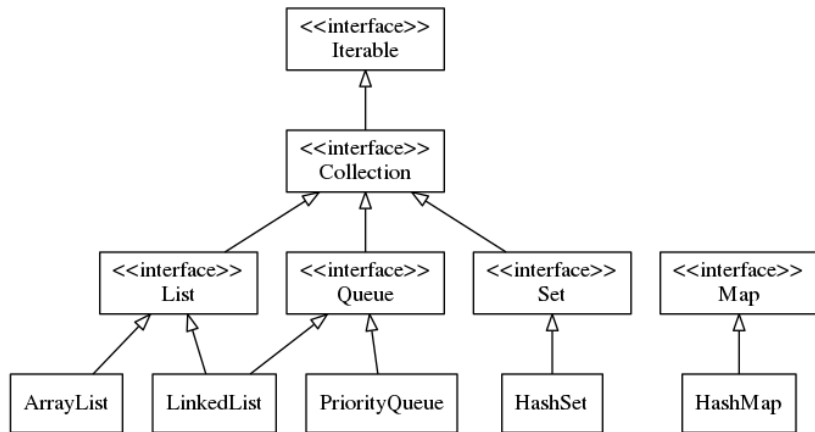 <<interface>>
Iterable
<<interface>>
Collection
<<interface>>
List
<<interface>>
Queue
<<interface>>
Set
<<interface>>
Map
ArrayList
LinkedList
PriorityQueue
HashSet
HashMap